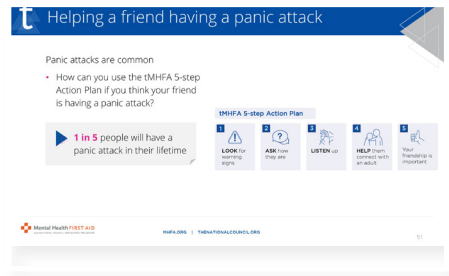 t Helping a friend having a panic attack
Panic attacks are common
• How can you use the tMHFA 5-step
Action Plan if you think your friend
is having a panic attack?
1 in 5 people will have a
panic attack in their lifetime
tMHFA 5-step Action Plan
1
LOOK for
warning
signs
2
ASK how
they are
3
LISTEN up
4
HELP them
connect with
an adult
5
Your
friendship is
important
Mental Health FIRST AID
MHFA.ORG | THENATIONALCOUNCIL.ORG
51